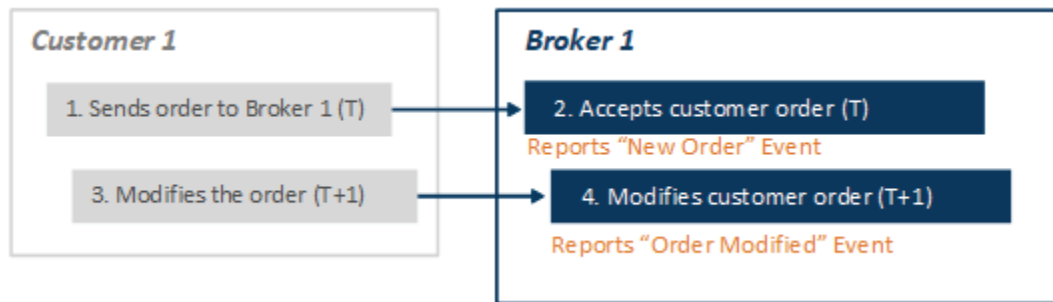 Customer 1
Broker 1
1. Sends order to Broker 1 (T)
2. Accepts customer order (T)
Reports “New Order” Event
3. Modifies the order (T+1)
4. Modifies customer order (T+1)
Reports “Order Modified” Event